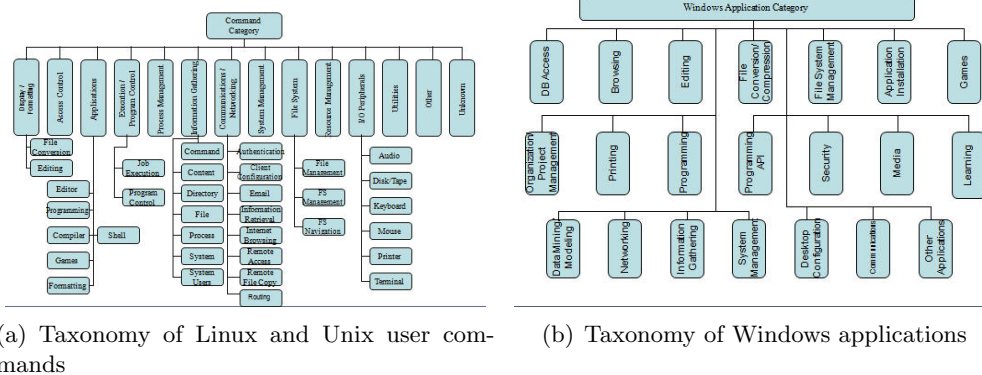 Command
Category
Display /
Formatting
Access Control
Applications
Execution /
Program Control
Process Management
Information Gathering
Communications /
Networking
System Management
File System
Resource Management
I/O Peripherals
Utilities
Other
Unknown
File
Conversion
Editing
Editor
Programming
Compiler
Shell
Games
Formatting
Job
Execution
Program
Control
Command
Content
Directory
File
Process
System
System
Users
Authentication
Client
Configuration
Email
Information
Retrieval
Internet
Browsing
Remote
Access
Remote
File Copy
Routing
File
Management
FS
Management
FS
Navigation
Audio
Disk/Tape
Keyboard
Mouse
Printer
Terminal
(a) Taxonomy of Linux and Unix user com-
mands
Windows Application Category
DB Access
Browsing
Editing
File
Conversion/
Compression
File System
Management
Application
Installation
Games
Organization/
Project
Management
Printing
Programming
Programming
API
Security
Media
Learning
Data Mining
Modeling
Networking
Information
Gathering
System
Management
Desktop
Configuration
Communications
Other
Applications
(b) Taxonomy of Windows applications